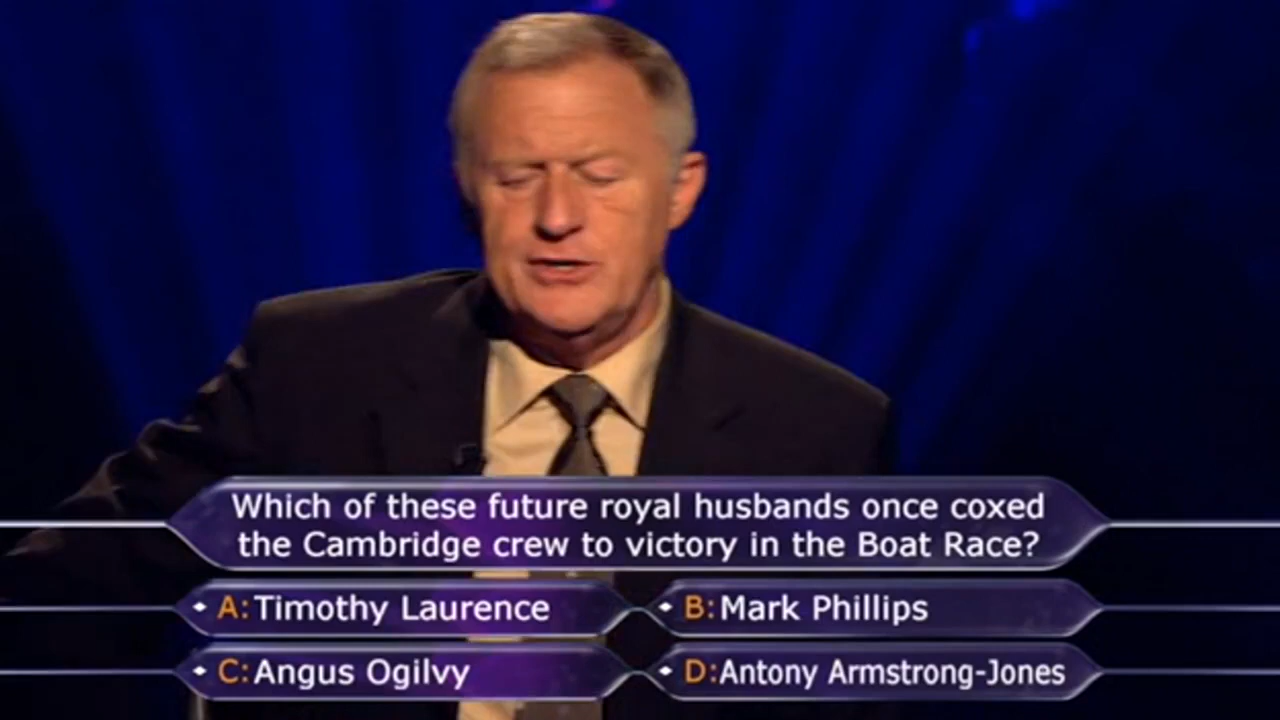 Which of these future royal husbands once coxed
the Cambridge crew to victory in the Boat Race?
A: Timothy Laurence
B: Mark Phillips
C: Angus Ogilvy
D: Antony Armstrong-Jones